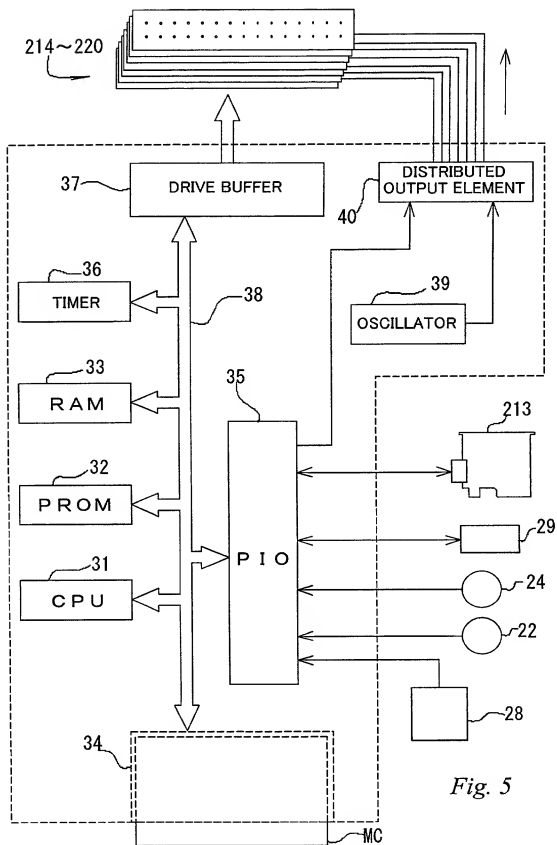 214~220
37
DRIVE BUFFER
40
DISTRIBUTED
OUTPUT ELEMENT
36
TIMER
38
39
OSCILLATOR
33
RAM
35
213
32
PROM
29
PIO
31
CPU
24
22
28
34
MC
Fig. 5